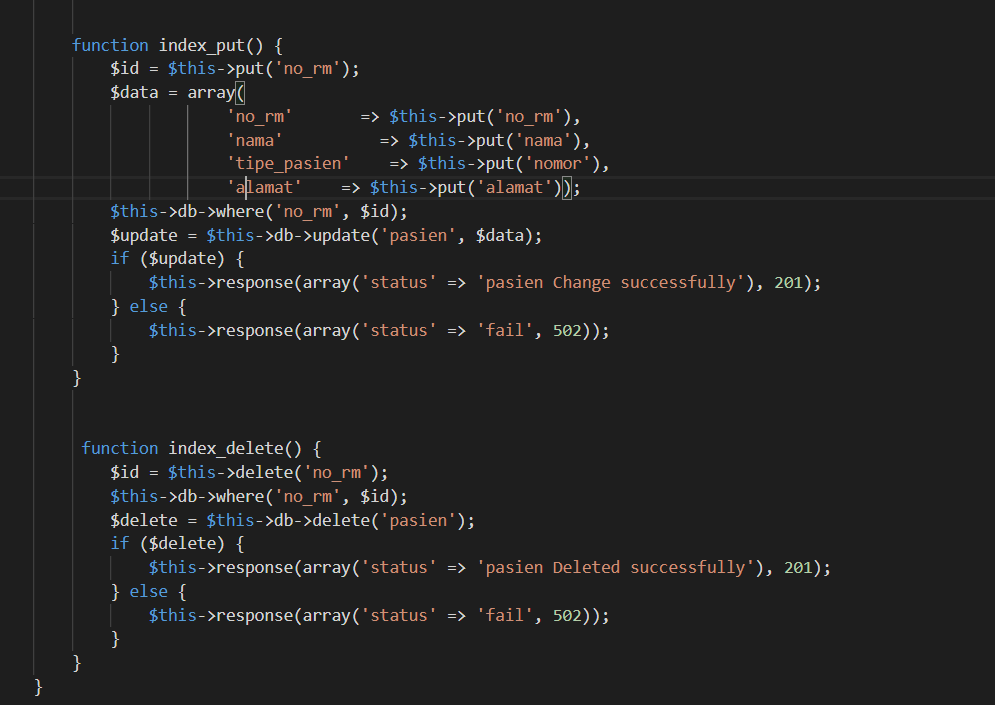 function index_put() {
$id = $this->put('no_rm');
$data = array(
'no_rm'       => $this->put('no_rm'),
'nama'          => $this->put('nama'),
'tipe_pasien'    => $this->put('nomor'),
'alamat'    => $this->put('alamat'));
$this->db->where('no_rm', $id);
$update = $this->db->update('pasien', $data);
if ($update) {
$this->response(array('status' => 'pasien Change successfully'), 201);
} else {
$this->response(array('status' => 'fail', 502));
}
}
function index_delete() {
$id = $this->delete('no_rm');
$this->db->where('no_rm', $id);
$delete = $this->db->delete('pasien');
if ($delete) {
$this->response(array('status' => 'pasien Deleted successfully'), 201);
} else {
$this->response(array('status' => 'fail', 502));
}
}
}